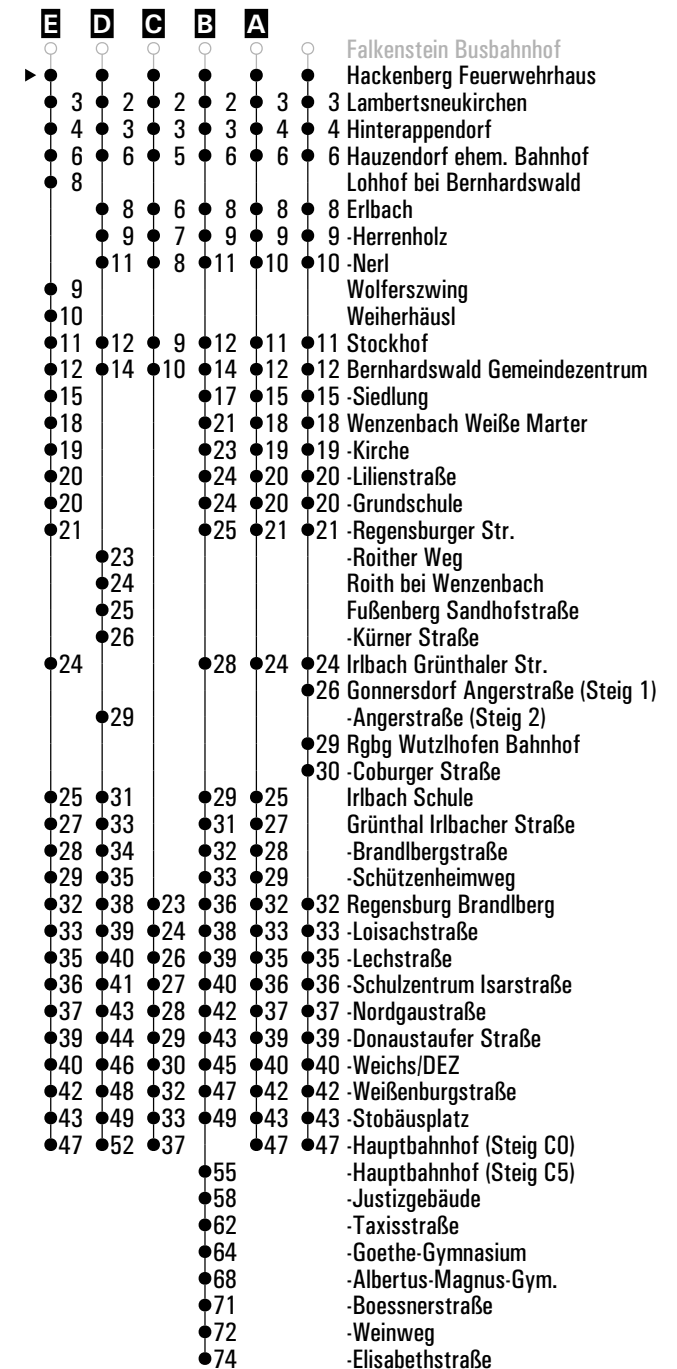 E D C B A
Falkenstein Busbahnhof
Hackenberg Feuerwehrhaus
3 2 2 2 3 3 Lambertsneukirchen
4 3 3 3 4 4 Hinterappendorf
6 6 5 6 6 6 Hauzendorf ehem. Bahnhof
8 Lohhof bei Bernhardswald
8 6 8 8 8 Erlbach
9 7 9 9 9 -Herrenholz
11 8 11 10 10 -Nerl
9 Wolferszwing
10 Weiherhäusl
11 12 9 12 11 11 Stockhof
12 14 10 14 12 12 Bernhardswald Gemeindezentrum
15 17 15 15 -Siedlung
18 21 18 18 Wenzenbach Weiße Marter
19 23 19 19 -Kirche
20 24 20 20 -Lilienstraße
20 24 20 20 -Grundschule
21 25 21 21 -Regensburger Str.
23 -Roither Weg
24 Roith bei Wenzenbach
25 Fußenberg Sandhofstraße
26 -Kürner Straße
24 28 24 24 Irlbach Grünthaler Str.
26 Gonnersdorf Angerstraße (Steig 1)
29 -Angerstraße (Steig 2)
29 Rgbg Wutzlhofen Bahnhof
30 -Coburger Straße
25 31 29 25 Irlbach Schule
27 33 31 27 Grünthal Irlbacher Straße
28 34 32 28 -Brandlbergstraße
29 35 33 29 -Schützenheimweg
32 38 23 36 32 32 Regensburg Brandlberg
33 39 24 38 33 33 -Loisachstraße
35 40 26 39 35 35 -Lechstraße
36 41 27 40 36 36 -Schulzentrum Isarstraße
37 43 28 42 37 37 -Nordgaustraße
39 44 29 43 39 39 -Donaustaufer Straße
40 46 30 45 40 40 -Weichs/DEZ
42 48 32 47 42 42 -Weißenburgstraße
43 49 33 49 43 43 -Stobäusplatz
47 52 37 47 47 -Hauptbahnhof (Steig C0)
55 -Hauptbahnhof (Steig C5)
58 -Justizgebäude
62 -Taxisstraße
64 -Goethe-Gymnasium
68 -Albertus-Magnus-Gym.
71 -Boessnerstraße
72 -Weinweg
74 -Elisabethstraße